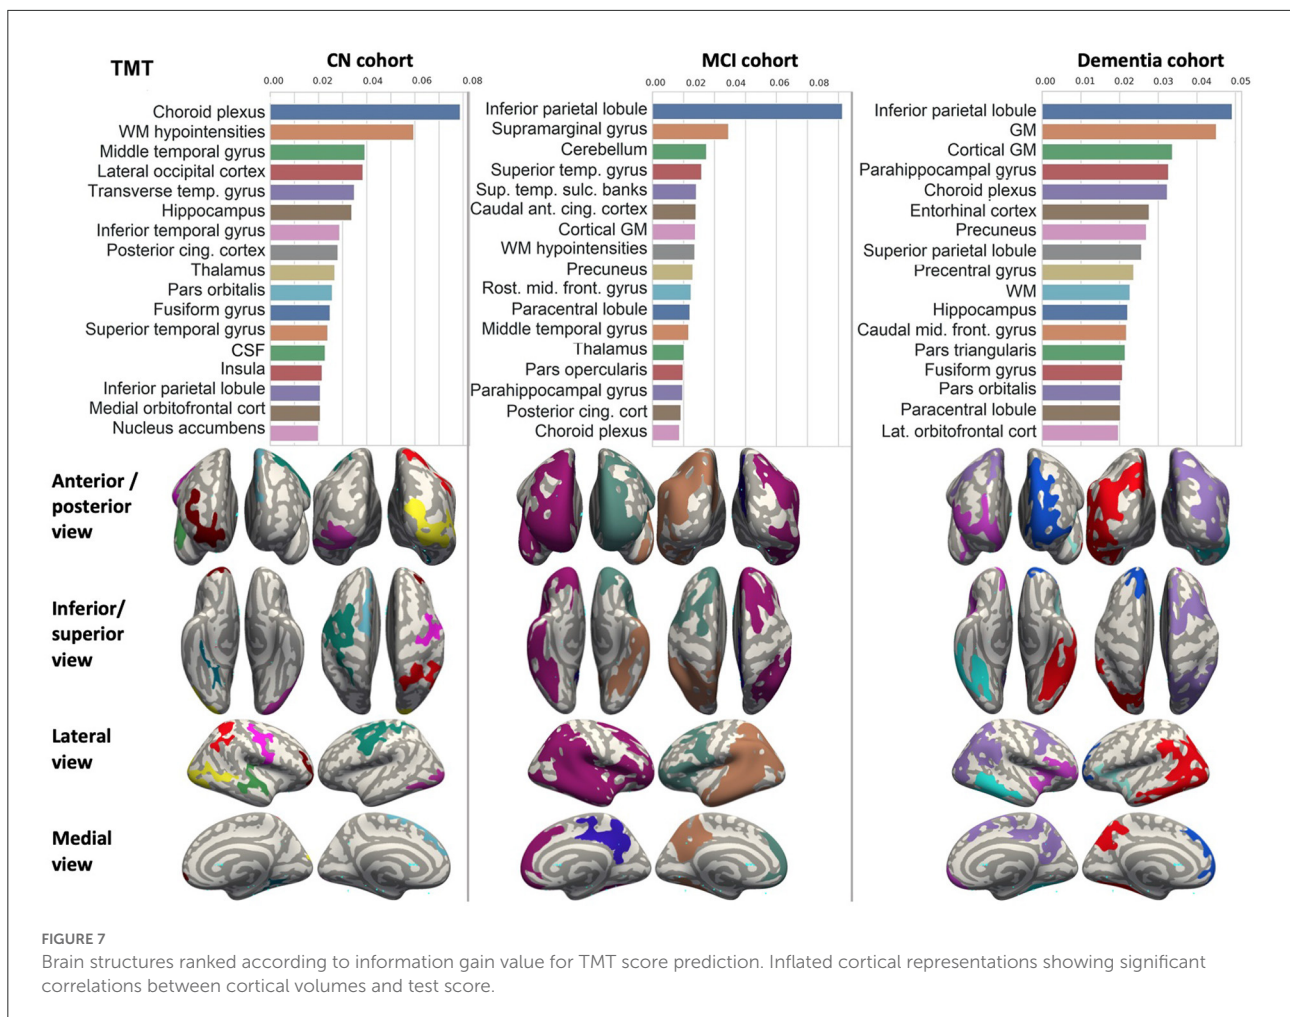 TMT
CN cohort
0.00 0.02 0.04 0.06 0.08
Choroid plexus
WM hypointensities
Middle temporal gyrus
Lateral occipital cortex
Transverse temp. gyrus
Hippocampus
Inferior temporal gyrus
Posterior cing. cortex
Thalamus
Pars orbitalis
Fusiform gyrus
Superior temporal gyrus
CSF
Insula
Inferior parietal lobule
Medial orbitofrontal cort
Nucleus accumbens
MCI cohort
0.00 0.02 0.04 0.06 0.08
Inferior parietal lobule
Supramarginal gyrus
Cerebellum
Superior temp. gyrus
Sup. temp. sulc. banks
Caudal ant. cing. cortex
Cortical GM
WM hypointensities
Precuneus
Rost. mid. front. gyrus
Paracentral lobule
Middle temporal gyrus
Thalamus
Pars opercularis
Parahippocampal gyrus
Posterior cing. cort
Choroid plexus
Dementia cohort
0.00 0.01 0.02 0.03 0.04 0.05
Inferior parietal lobule
GM
Cortical GM
Parahippocampal gyrus
Choroid plexus
Entorhinal cortex
Precuneus
Superior parietal lobule
Precentral gyrus
WM
Hippocampus
Caudal mid. front. gyrus
Pars triangularis
Fusiform gyrus
Pars orbitalis
Paracentral lobule
Lat. orbitofrontal cort
Anterior /
posterior
view
Inferior/
superior
view
Lateral
view
Medial
view
FIGURE 7
Brain structures ranked according to information gain value for TMT score prediction. Inflated cortical representations showing significant
correlations between cortical volumes and test score.